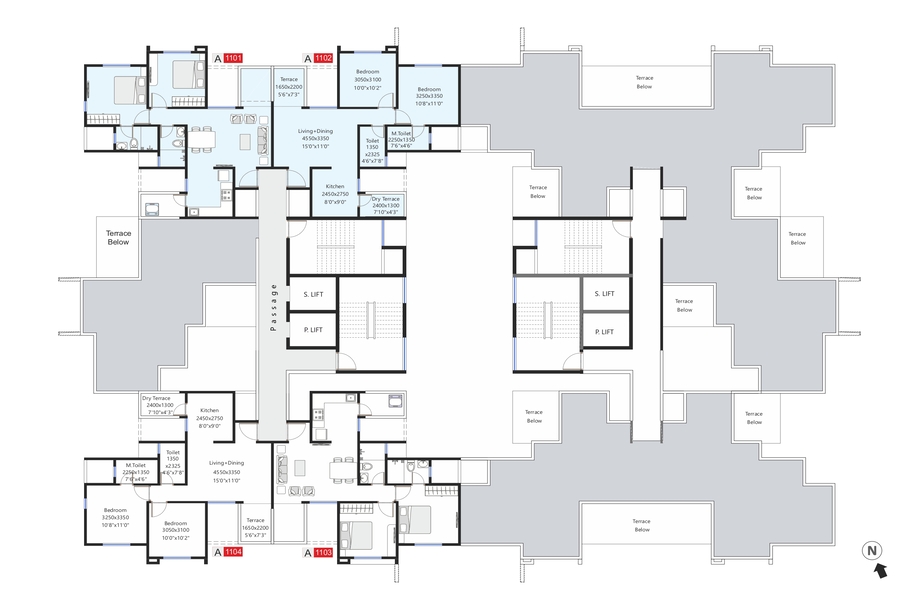 A 1101
A 1102
Terrace
1650x2200
5'6"x7'3"
Bedroom
3050x3100
10'0"x10'2"
Bedroom
3250x3350
10'8"x11'0"
Living+Dining
4550x3350
15'0"x11'0"
Toilet
1350
x2325
4'6"x7'8"
M.Toilet
2250x1350
7'6"x4'6"
Kitchen
2450x2750
8'0"x9'0"
Dry Terrace
2400x1300
7'10"x4'3"
Terrace
Below
Terrace
Below
Terrace
Below
Terrace
Below
Terrace
Below
Passage
S. LIFT
P. LIFT
S. LIFT
P. LIFT
Terrace
Below
Dry Terrace
2400x1300
7'10"x4'3"
Kitchen
2450x2750
8'0"x9'0"
Terrace
Below
Terrace
Below
M.Toilet
2250x1350
7'6"x4'6"
Toilet
1350
x2325
4'6"x7'8"
Living+Dining
4550x3350
15'0"x11'0"
Bedroom
3250x3350
10'8"x11'0"
Bedroom
3050x3100
10'0"x10'2"
Terrace
1650x2200
5'6"x7'3"
Terrace
Below
A 1104
A 1103
N